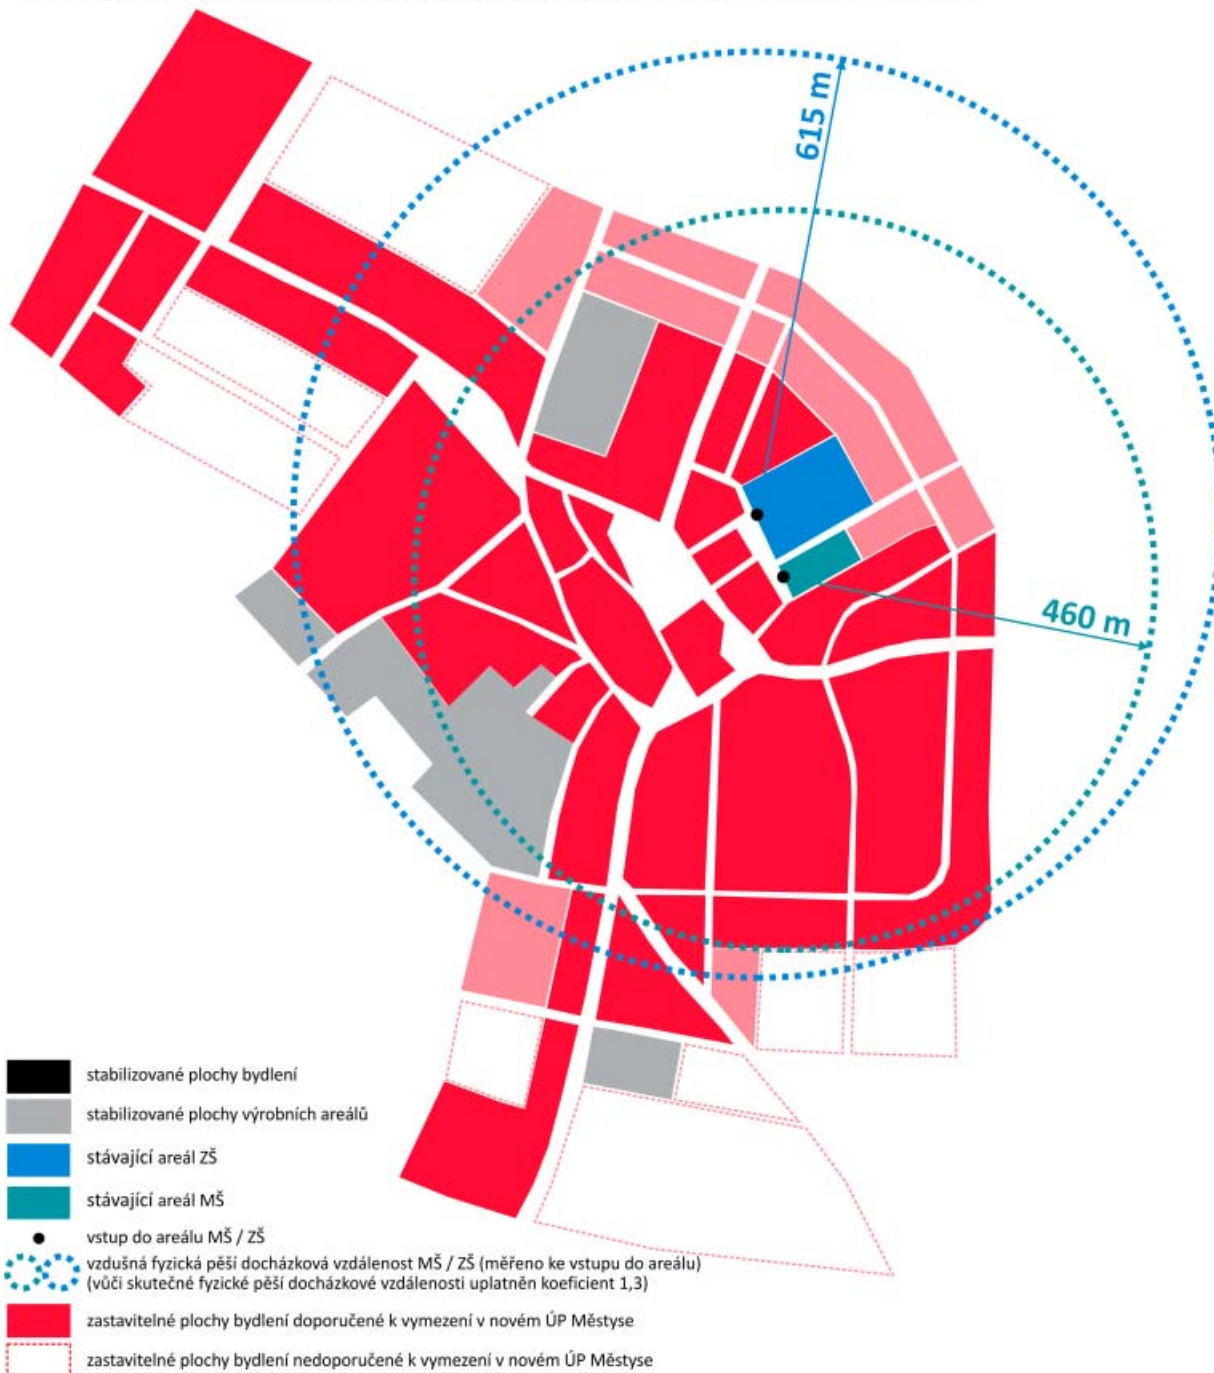 615 m
460 m
stabilizované plochy bydlení
stabilizované plochy výrobních areálů
stávající areál ZŠ
stávající areál MŠ
vstup do areálu MŠ / ZŠ
vzdušná fyzická pěší docházková vzdálenost MŠ / ZŠ (měřeno ke vstupu do areálu)
(vůči skutečné fyzické pěší docházkové vzdálenosti uplatněn koeficient 1,3)
zastavitelné plochy bydlení doporučené k vymezení v novém ÚP Městyse
zastavitelné plochy bydlení nedoporučené k vymezení v novém ÚP Městyse